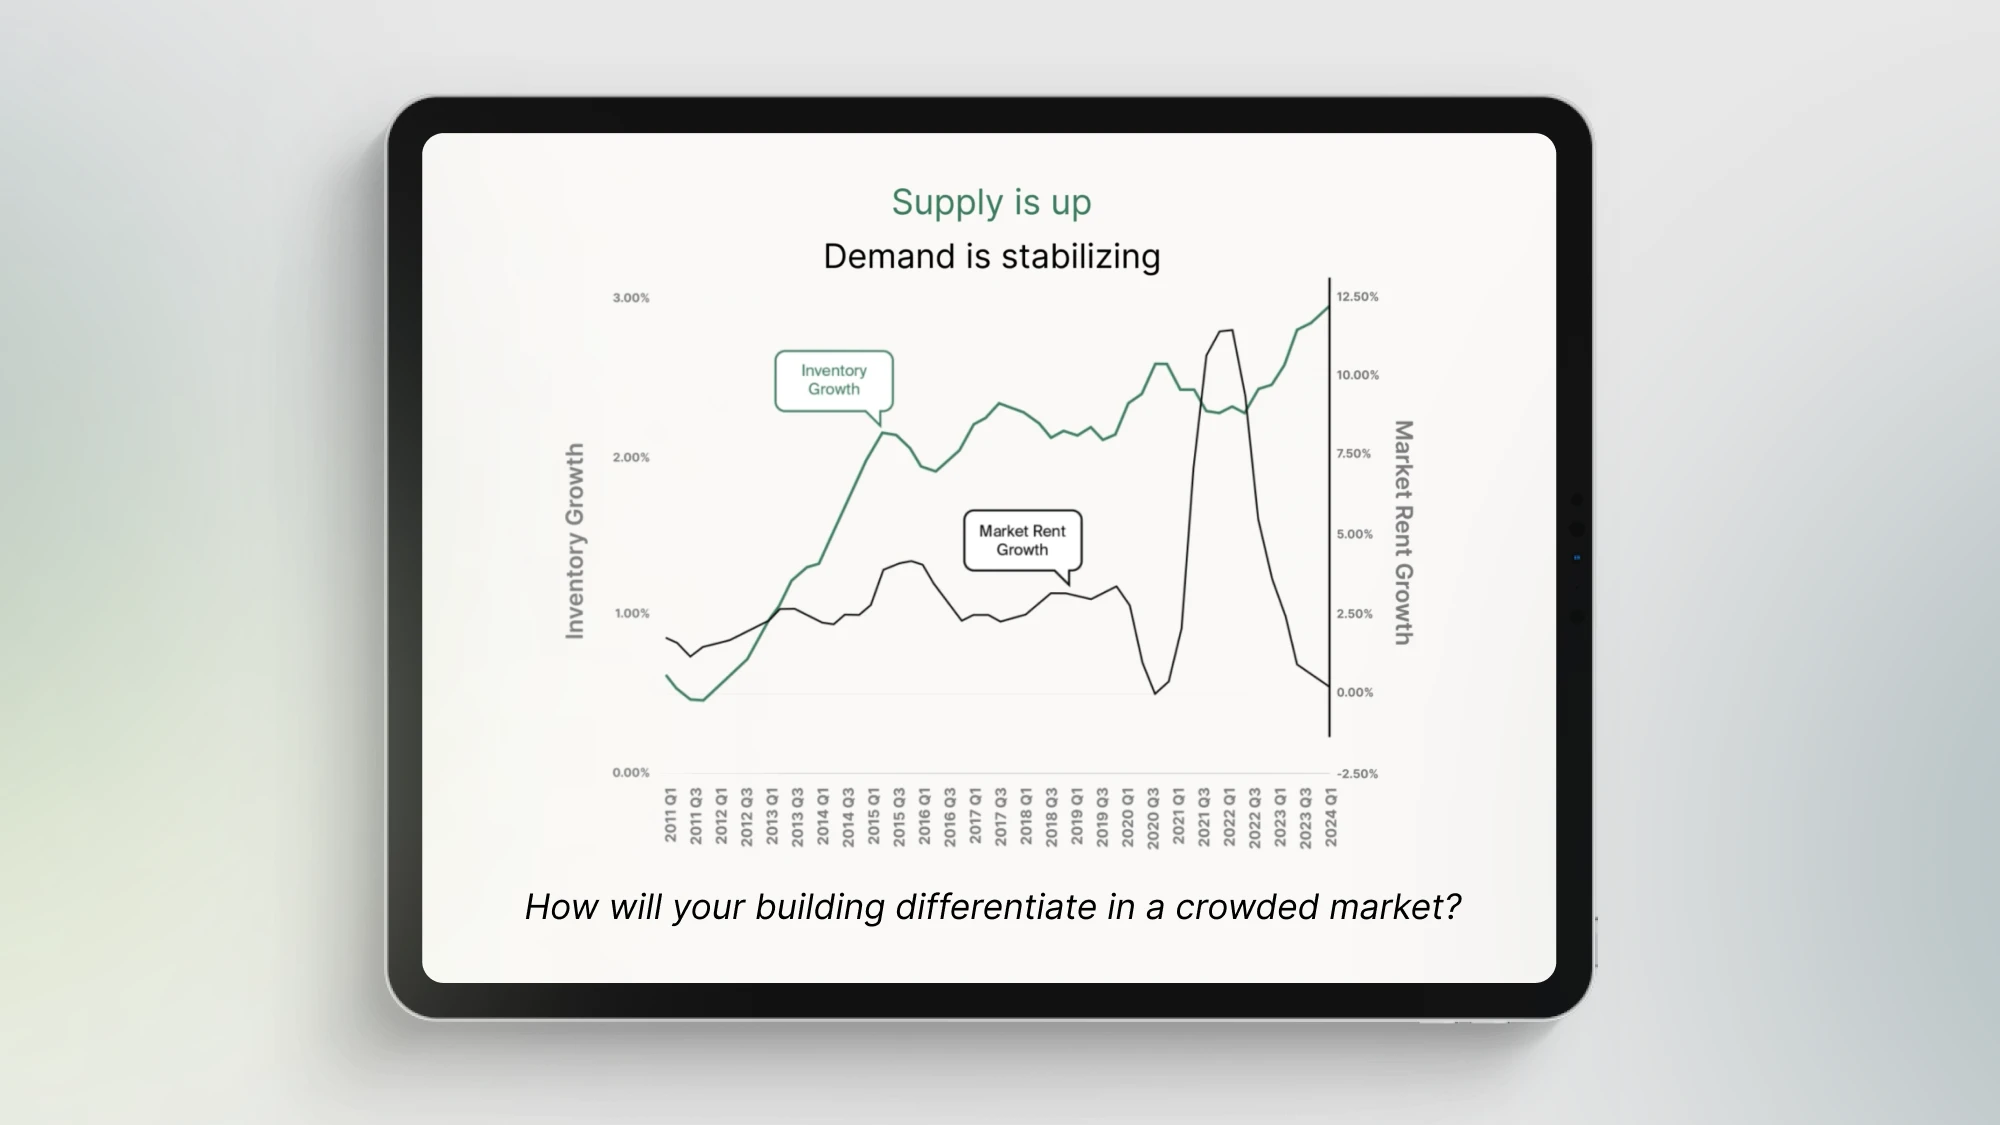 Supply is up
Demand is stabilizing
3.00%
2.00%
1.00%
0.00%
Inventory Growth
Inventory
Growth
Market Rent
Growth
12.50%
10.00%
7.50%
5.00%
2.50%
0.00%
-2.50%
Market Rent Growth
2011 Q1
2011 Q3
2012 Q1
2012 Q3
2013 Q1
2013 Q3
2014 Q1
2014 Q3
2015 Q1
2015 Q3
2016 Q1
2016 Q3
2017 Q1
2017 Q3
2018 Q1
2018 Q3
2019 Q1
2019 Q3
2020 Q1
2020 Q3
2021 Q1
2021 Q3
2022 Q1
2022 Q3
2023 Q1
2023 Q3
2024 Q1
How will your building differentiate in a crowded market?